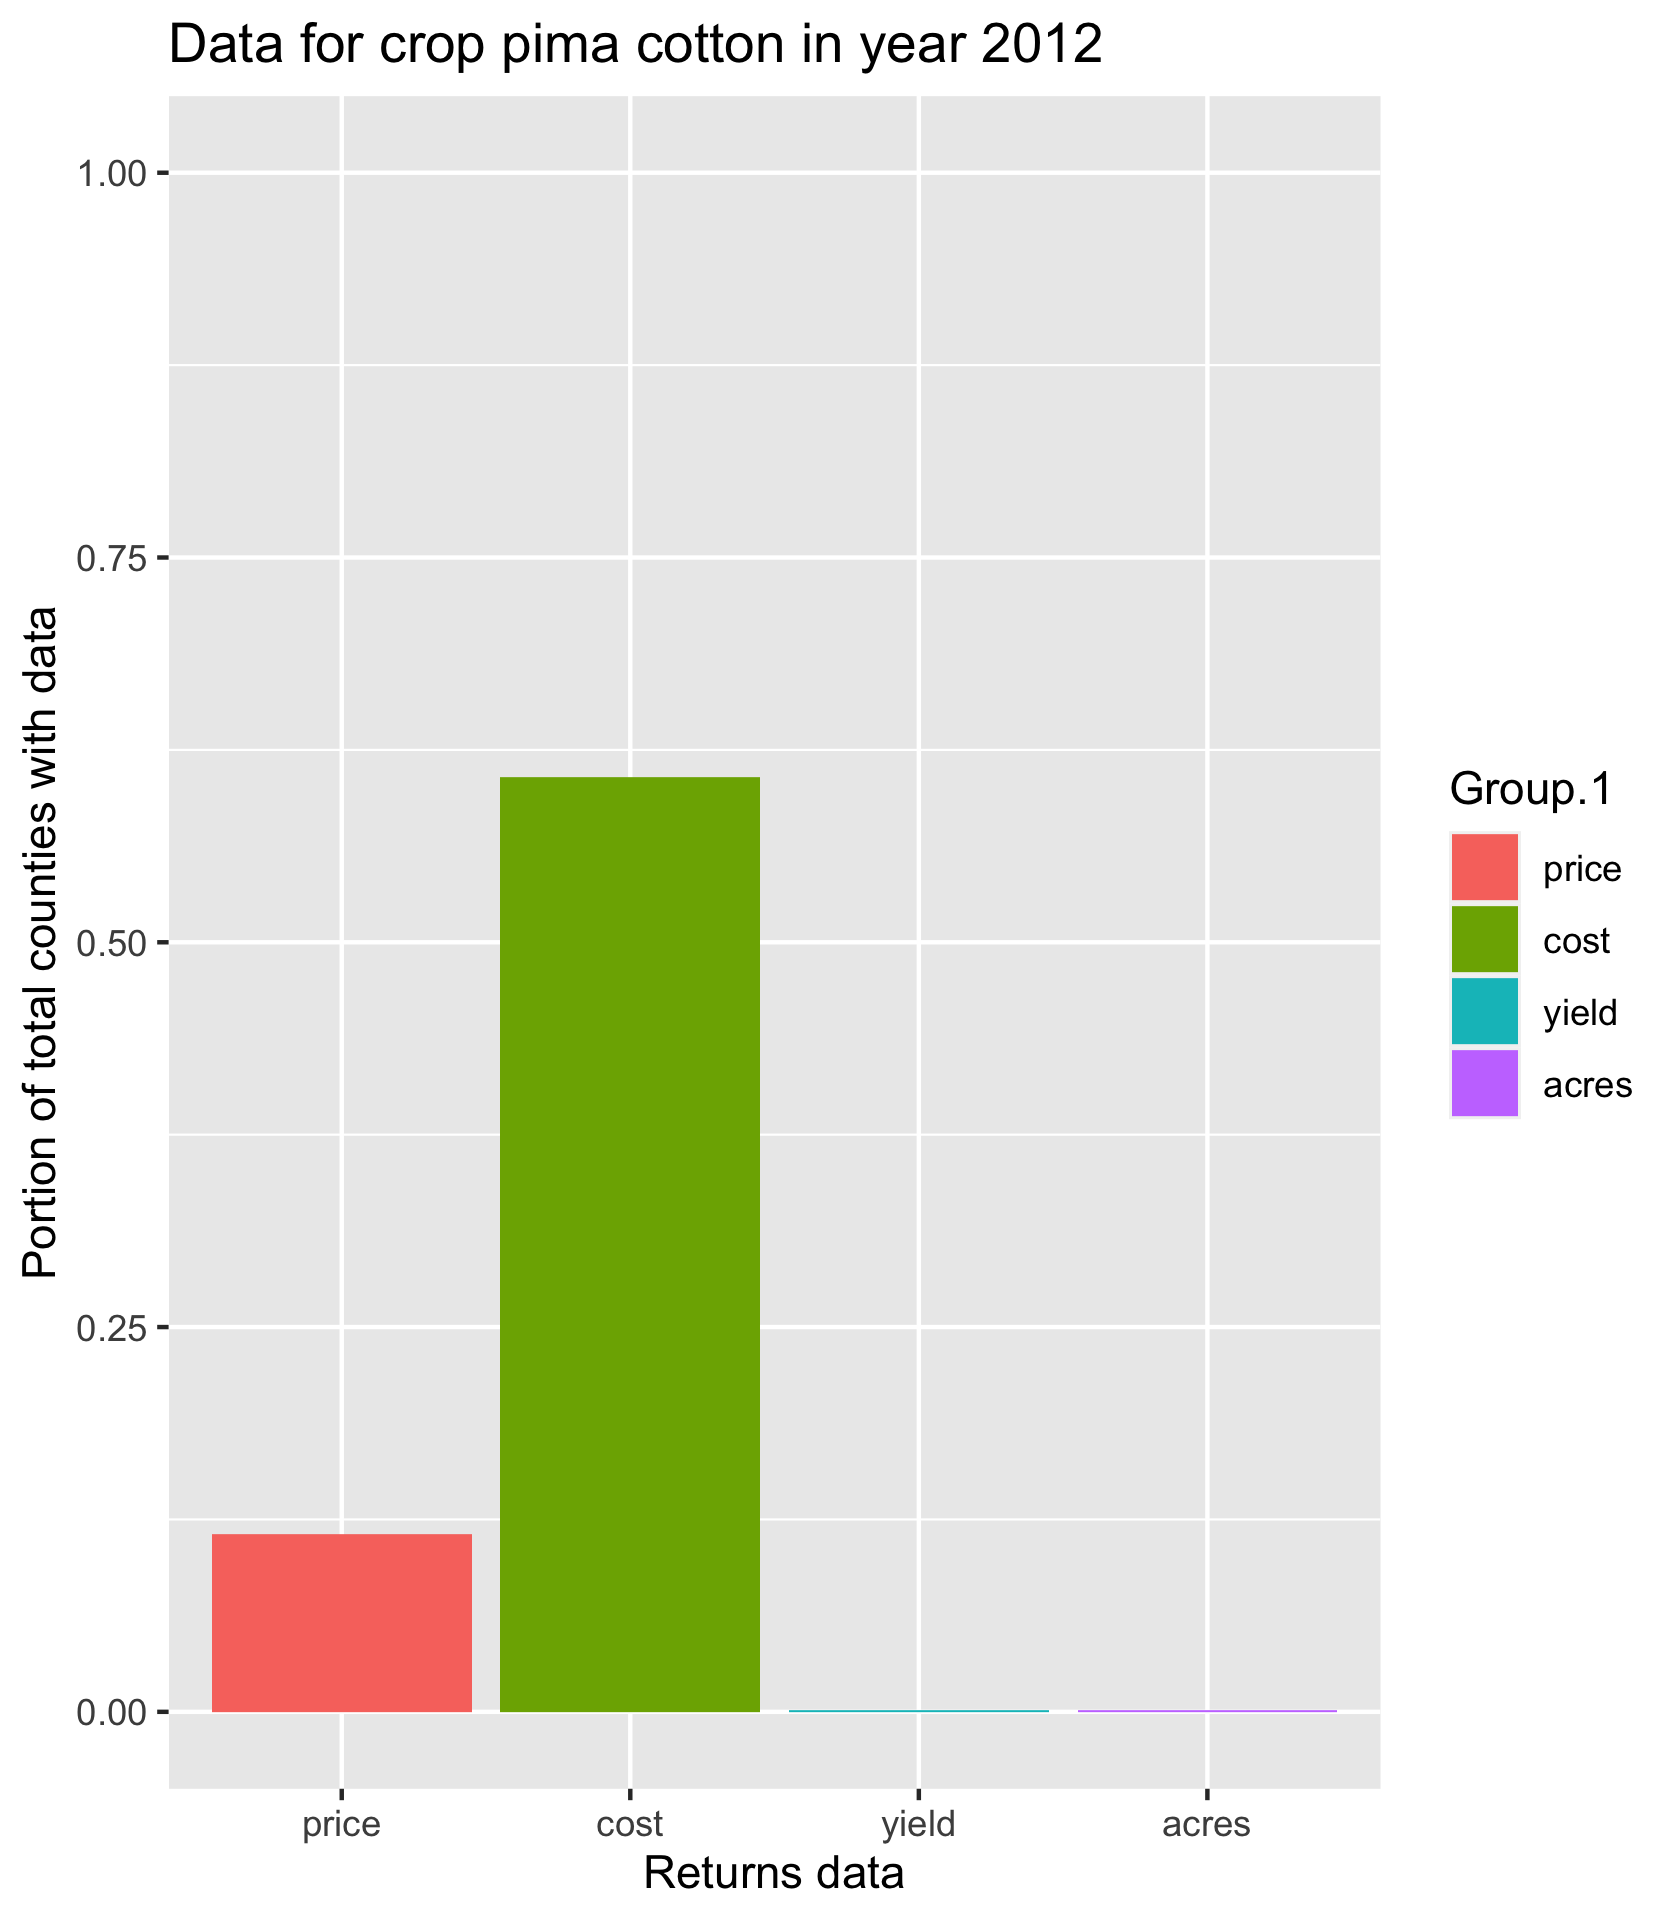 Data for crop pima cotton in year 2012
Portion of total counties with data
1.00
0.75
0.50
0.25
0.00
price
cost
yield
acres
Returns data
Group.1
price
cost
yield
acres